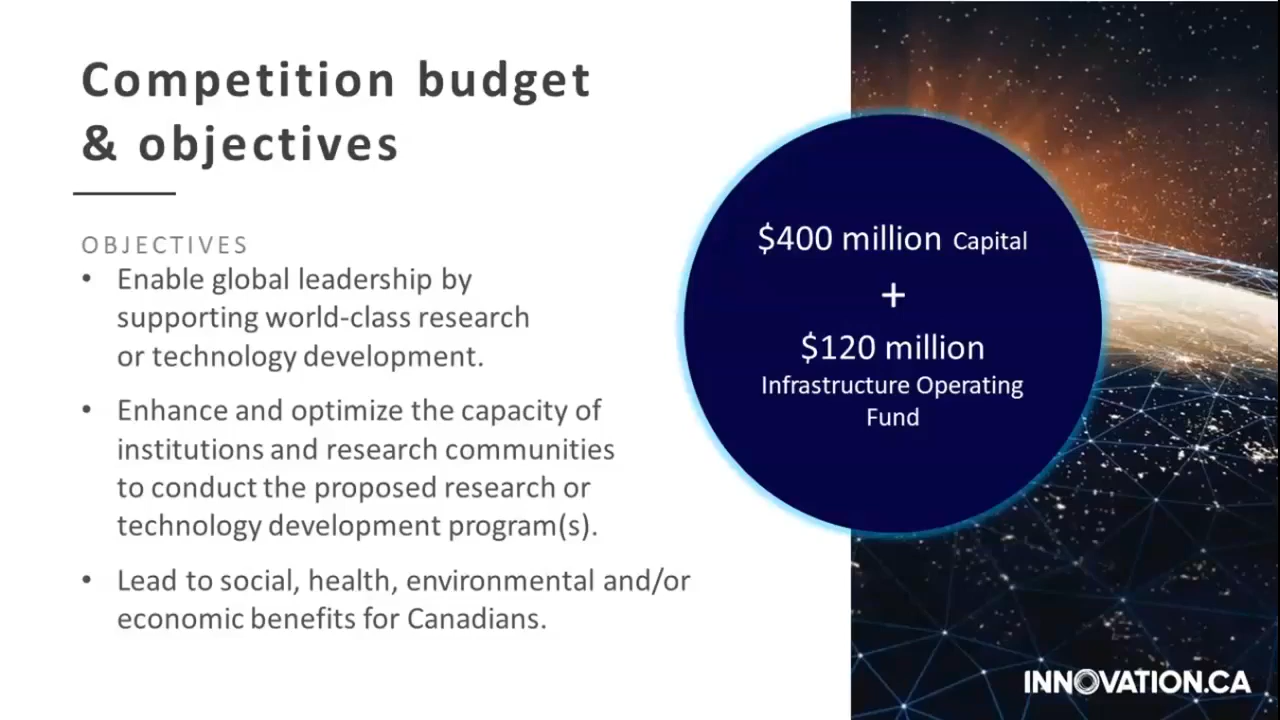 Competition budget
& objectives
OBJECTIVES
• Enable global leadership by
supporting world-class research
or technology development.
• Enhance and optimize the capacity of
institutions and research communities
to conduct the proposed research or
technology development program(s).
• Lead to social, health, environmental and/or
economic benefits for Canadians.
$400 million Capital
+
$120 million
Infrastructure Operating
Fund
INNOVATION.CA